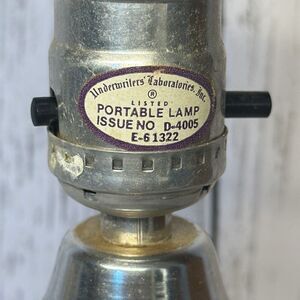 Underwriters' Laboratories, Inc.
®
LISTED
PORTABLE LAMP
ISSUE NO D-4005
E-61322